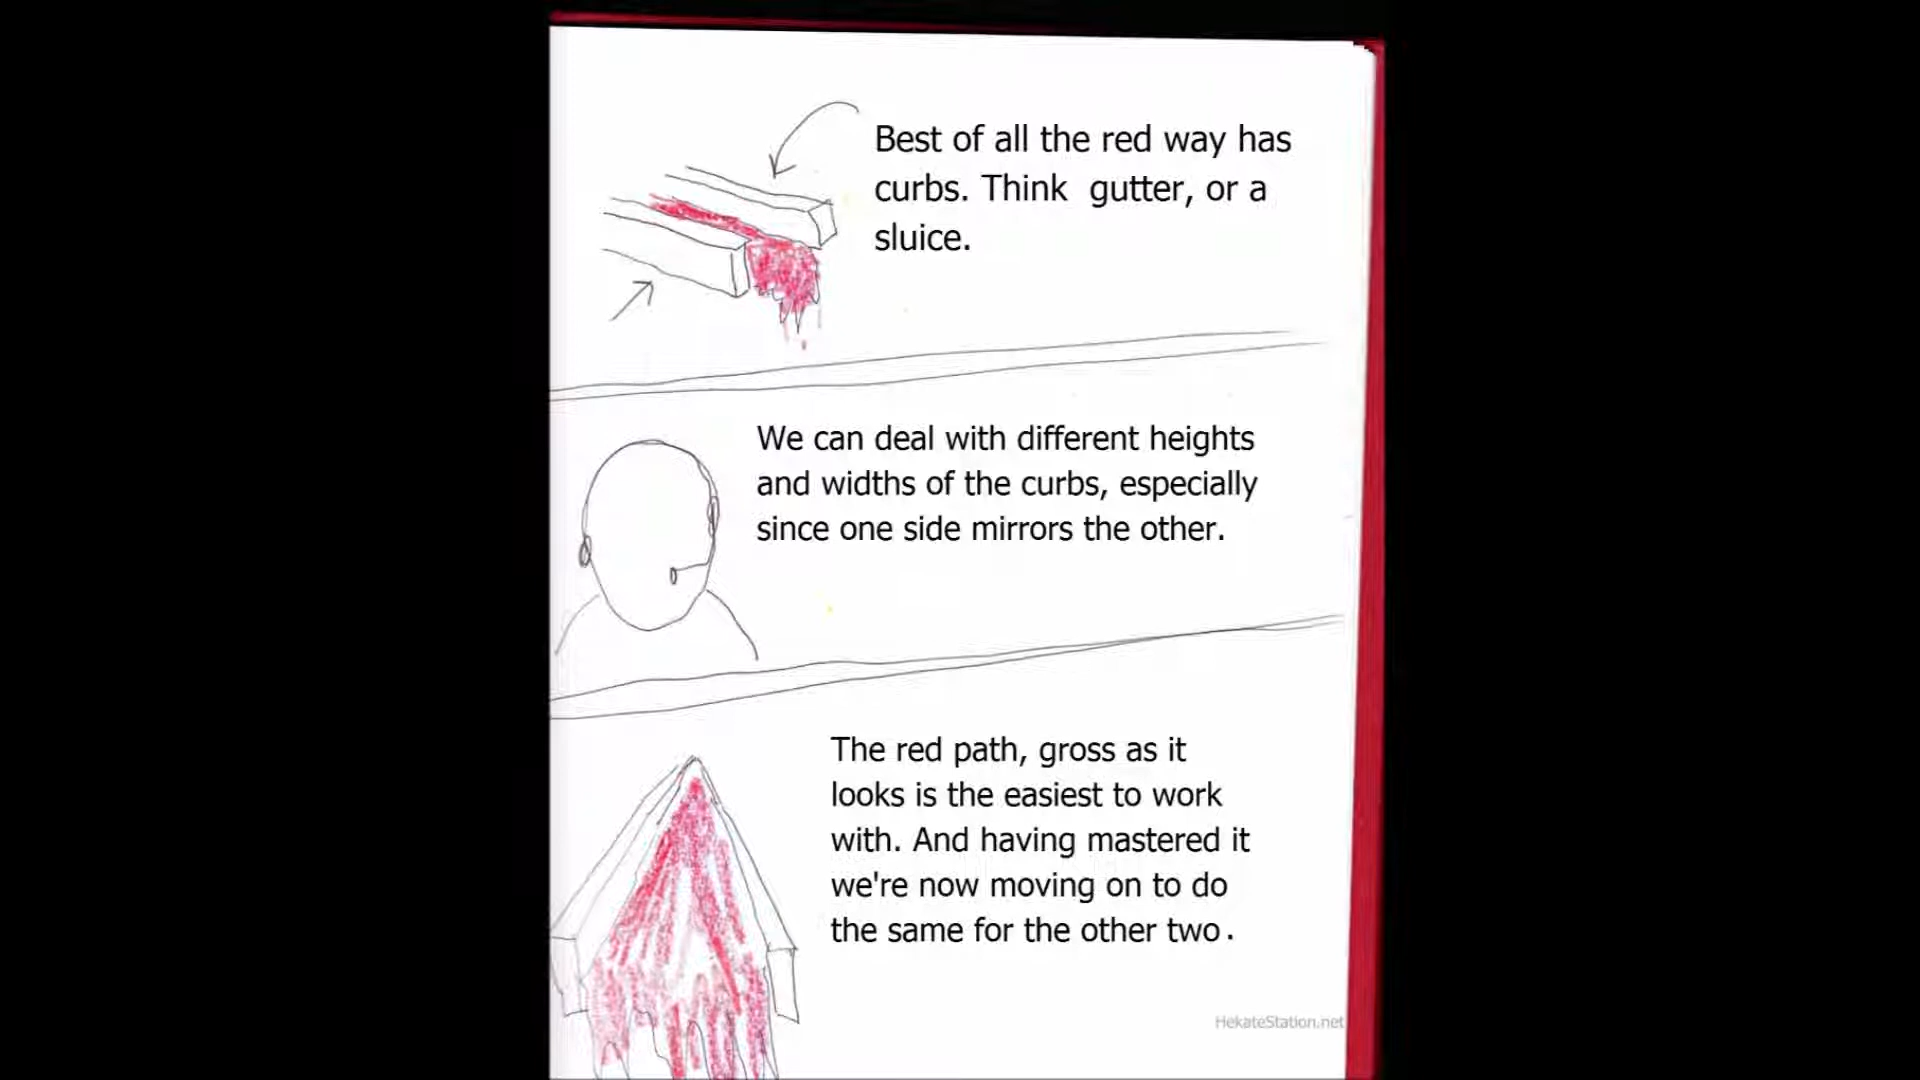 Best of all the red way has
curbs. Think  gutter, or a
sluice.
We can deal with different heights
and widths of the curbs, especially
since one side mirrors the other.
The red path, gross as it
looks is the easiest to work
with. And having mastered it
we're now moving on to do
the same for the other two.
HekateStation.net